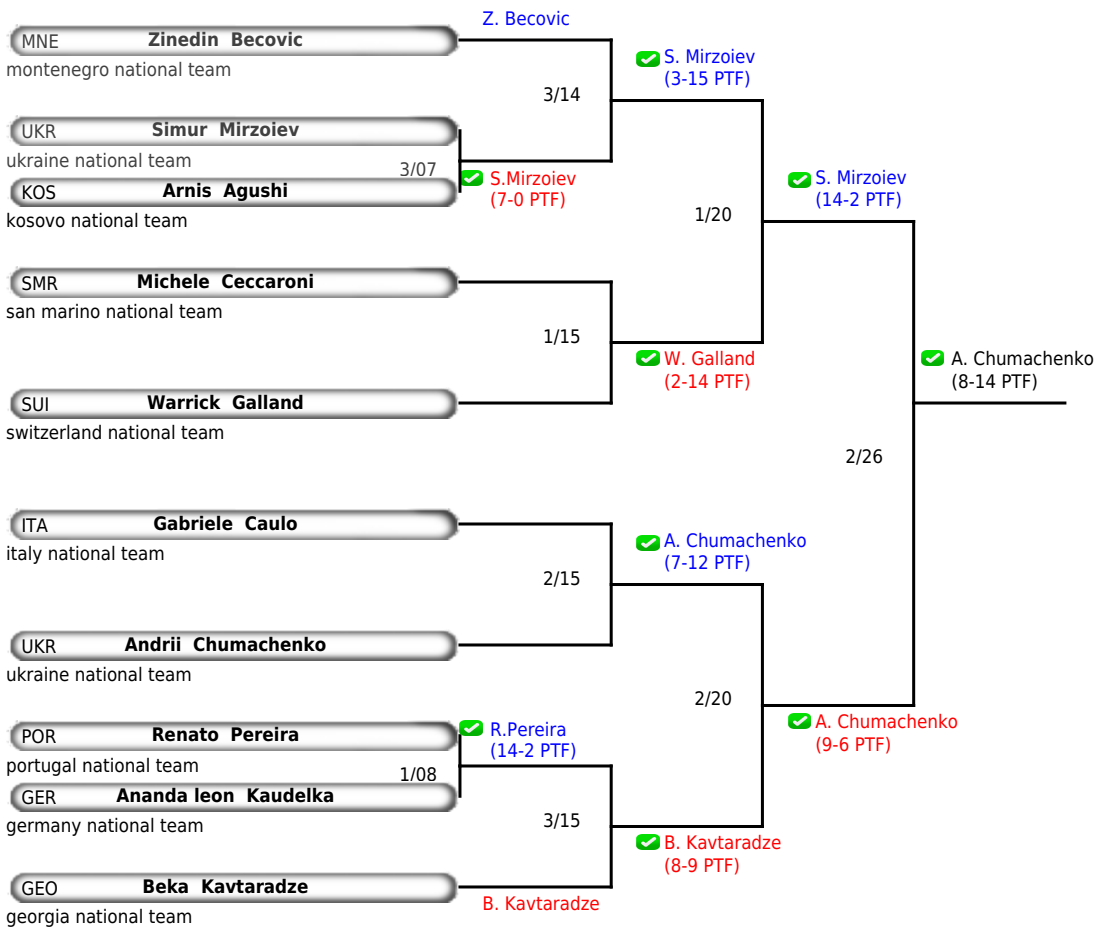 Z. Becovic
MNE Zinedin Becovic
montenegro national team
S. Mirzoiev
(3-15 PTF)
3/14
UKR Simur Mirzoiev
ukraine national team
3/07
KOS Arnis Agushi
kosovo national team
S.Mirzoiev
(7-0 PTF)
S. Mirzoiev
(14-2 PTF)
1/20
SMR Michele Ceccaroni
san marino national team
1/15
W. Galland
(2-14 PTF)
A. Chumachenko
(8-14 PTF)
SUI Warrick Galland
switzerland national team
2/26
ITA Gabriele Caulo
italy national team
A. Chumachenko
(7-12 PTF)
2/15
UKR Andrii Chumachenko
ukraine national team
2/20
A. Chumachenko
(9-6 PTF)
POR Renato Pereira
portugal national team
R.Pereira
(14-2 PTF)
1/08
GER Ananda leon Kaudelka
germany national team
3/15
B. Kavtaradze
(8-9 PTF)
GEO Beka Kavtaradze
georgia national team
B. Kavtaradze